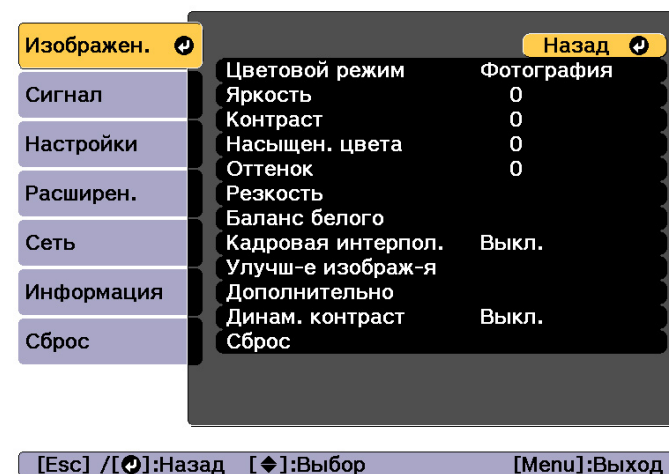 Изображен.
Сигнал
Настройки
Расширен.
Сеть
Информация
Сброс
Назад
Цветовой режим Фотография
Яркость 0
Контраст 0
Насыщен. цвета 0
Оттенок 0
Резкость
Баланс белого
Кадровая интерпол. Выкл.
Улучш-е изображ-я
Дополнительно
Динам. контраст Выкл.
Сброс
[Esc] /[↵]:Назад [◆]:Выбор [Menu]:Выход